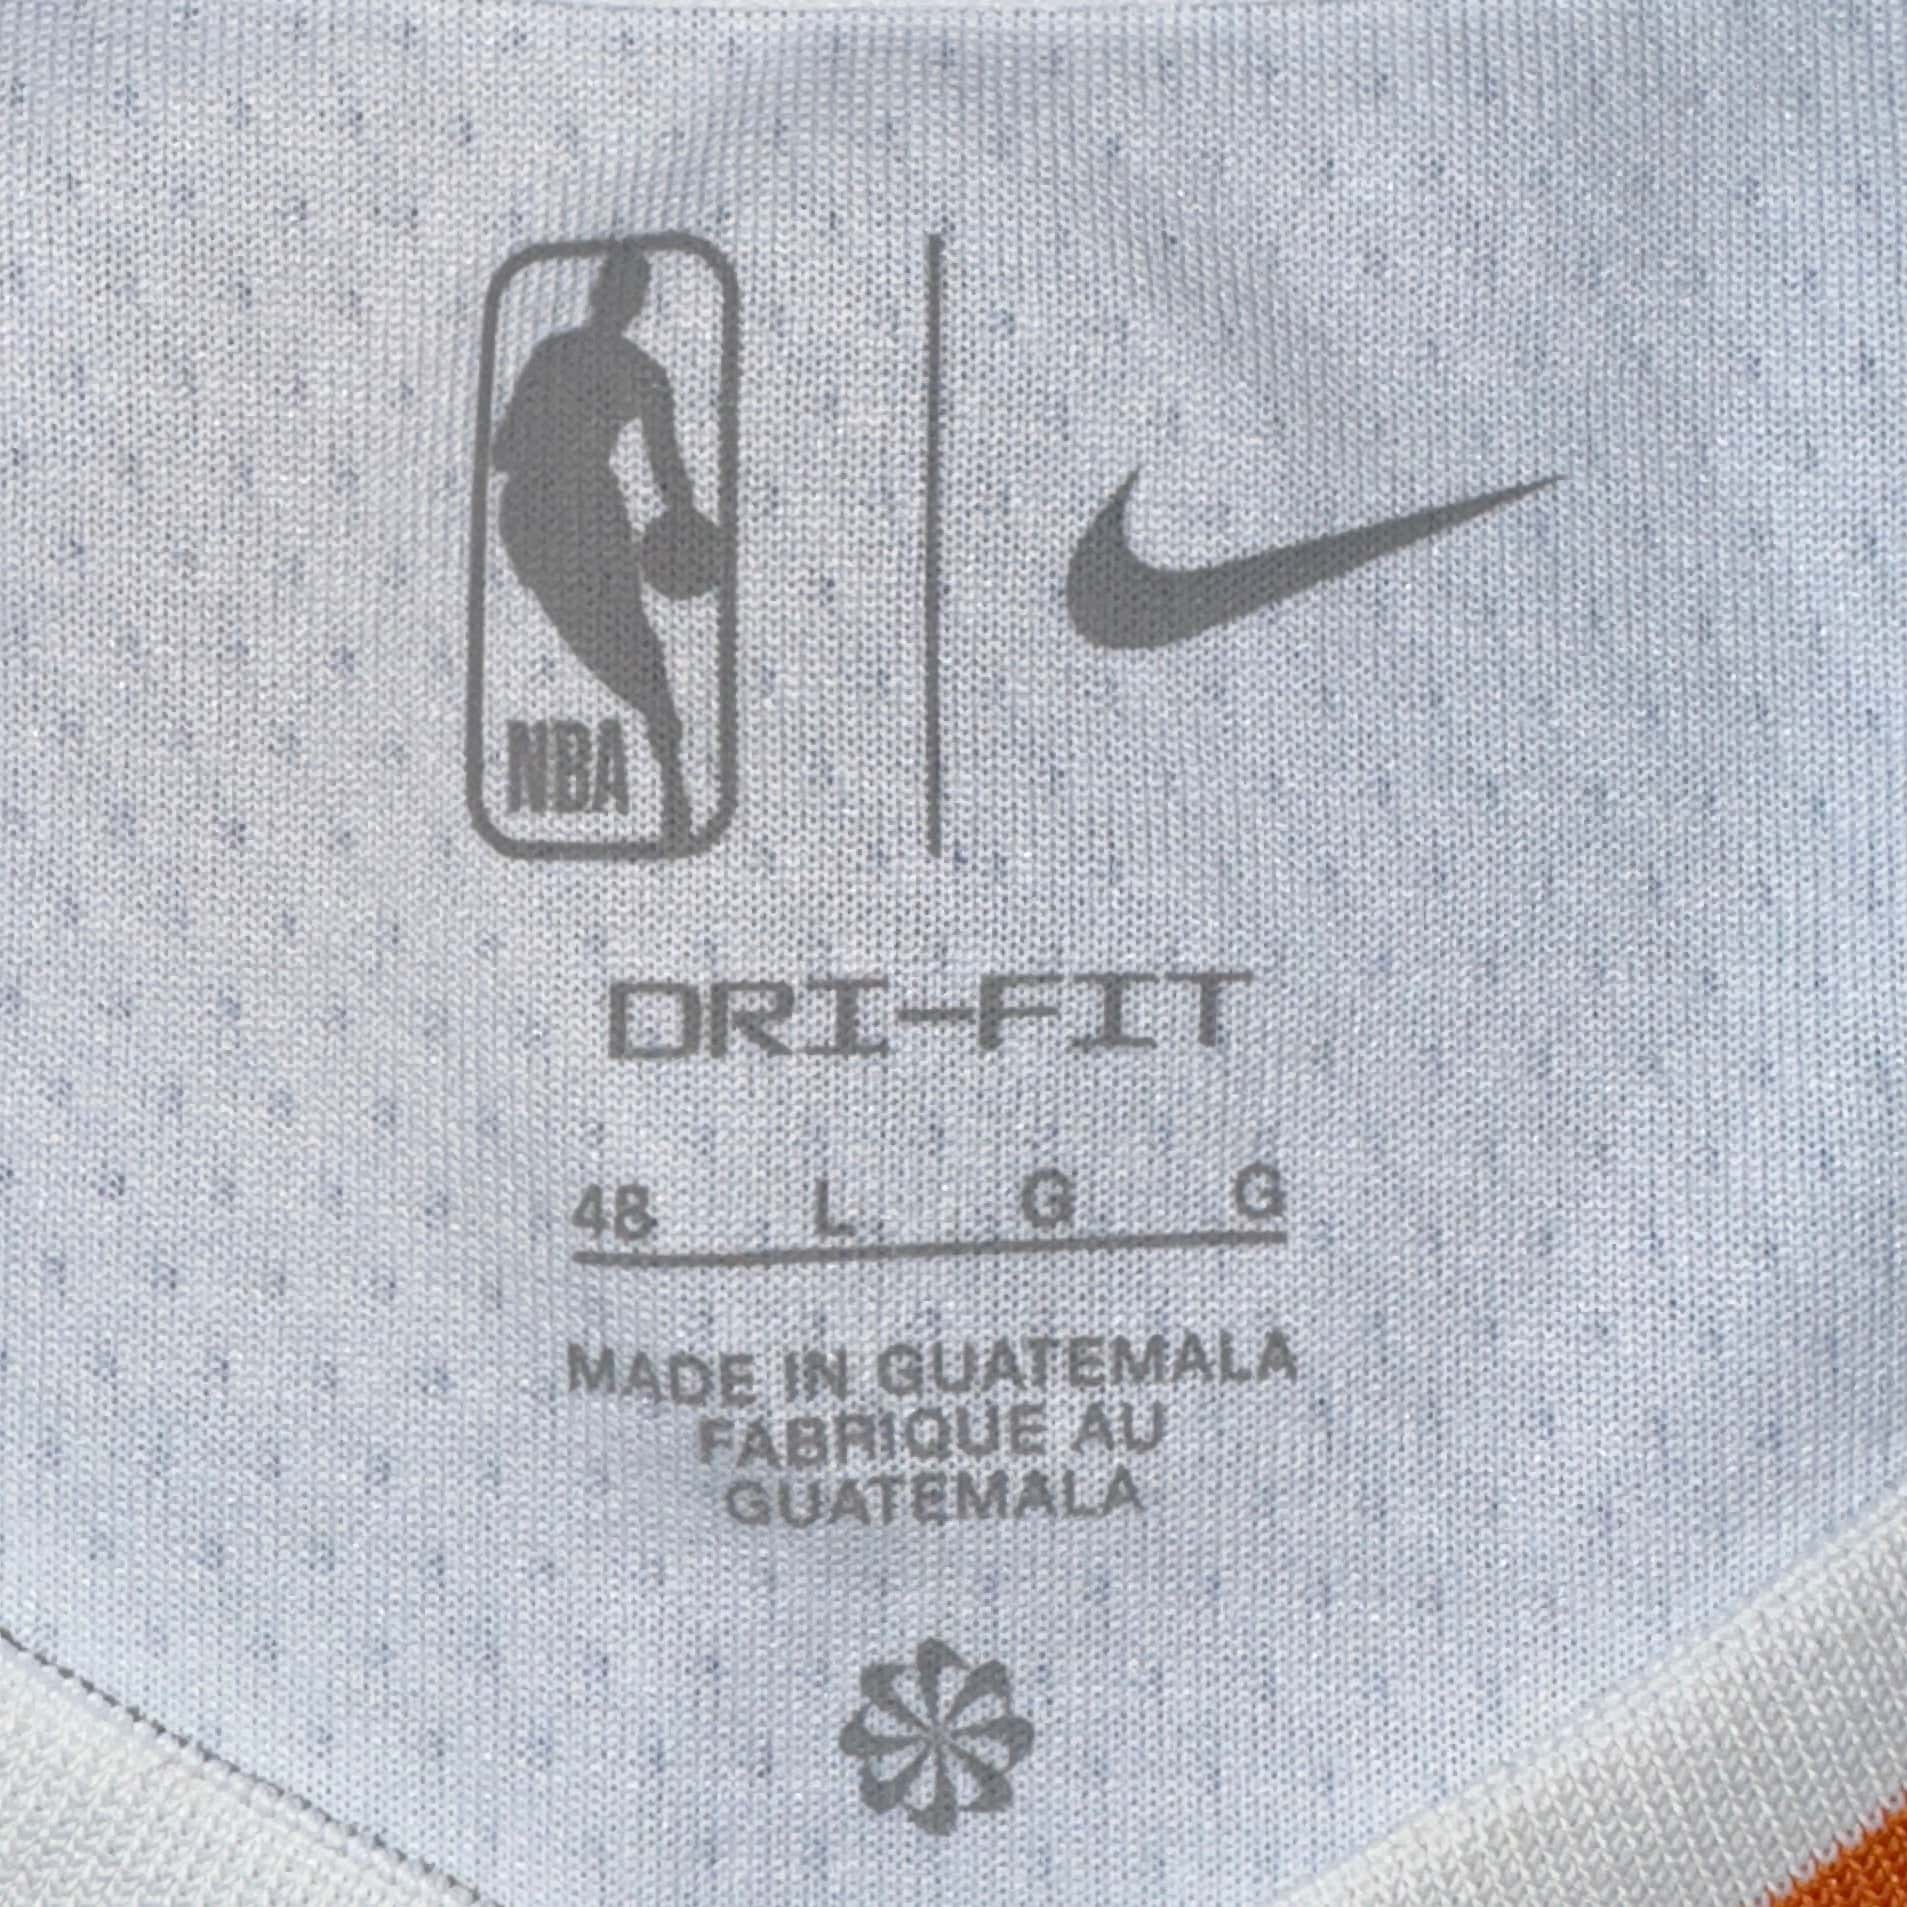 NBA
DRI-FIT
48 L G G
MADE IN GUATEMALA
FABRIQUE AU
GUATEMALA